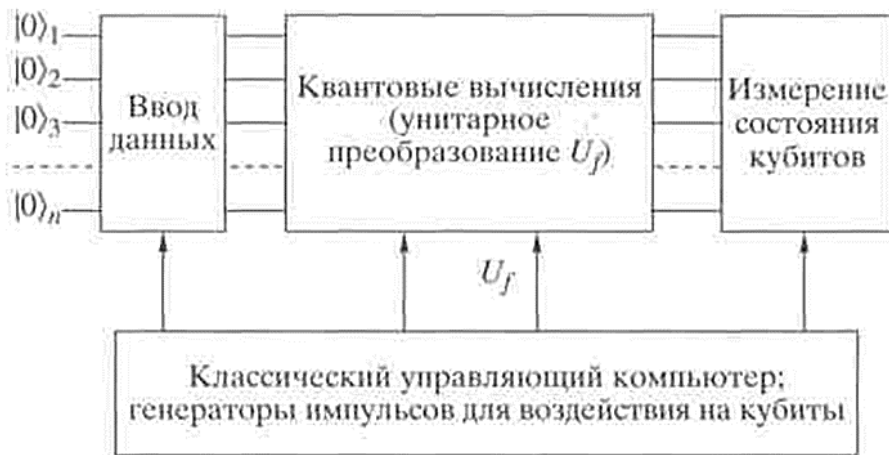 |0⟩1
|0⟩2
|0⟩3
|0⟩n
Ввод
данных
Квантовые вычисления
(унитарное
преобразование Uf)
Измерение
состояния
кубитов
Uf
Классический управляющий компьютер;
генераторы импульсов для воздействия на кубиты